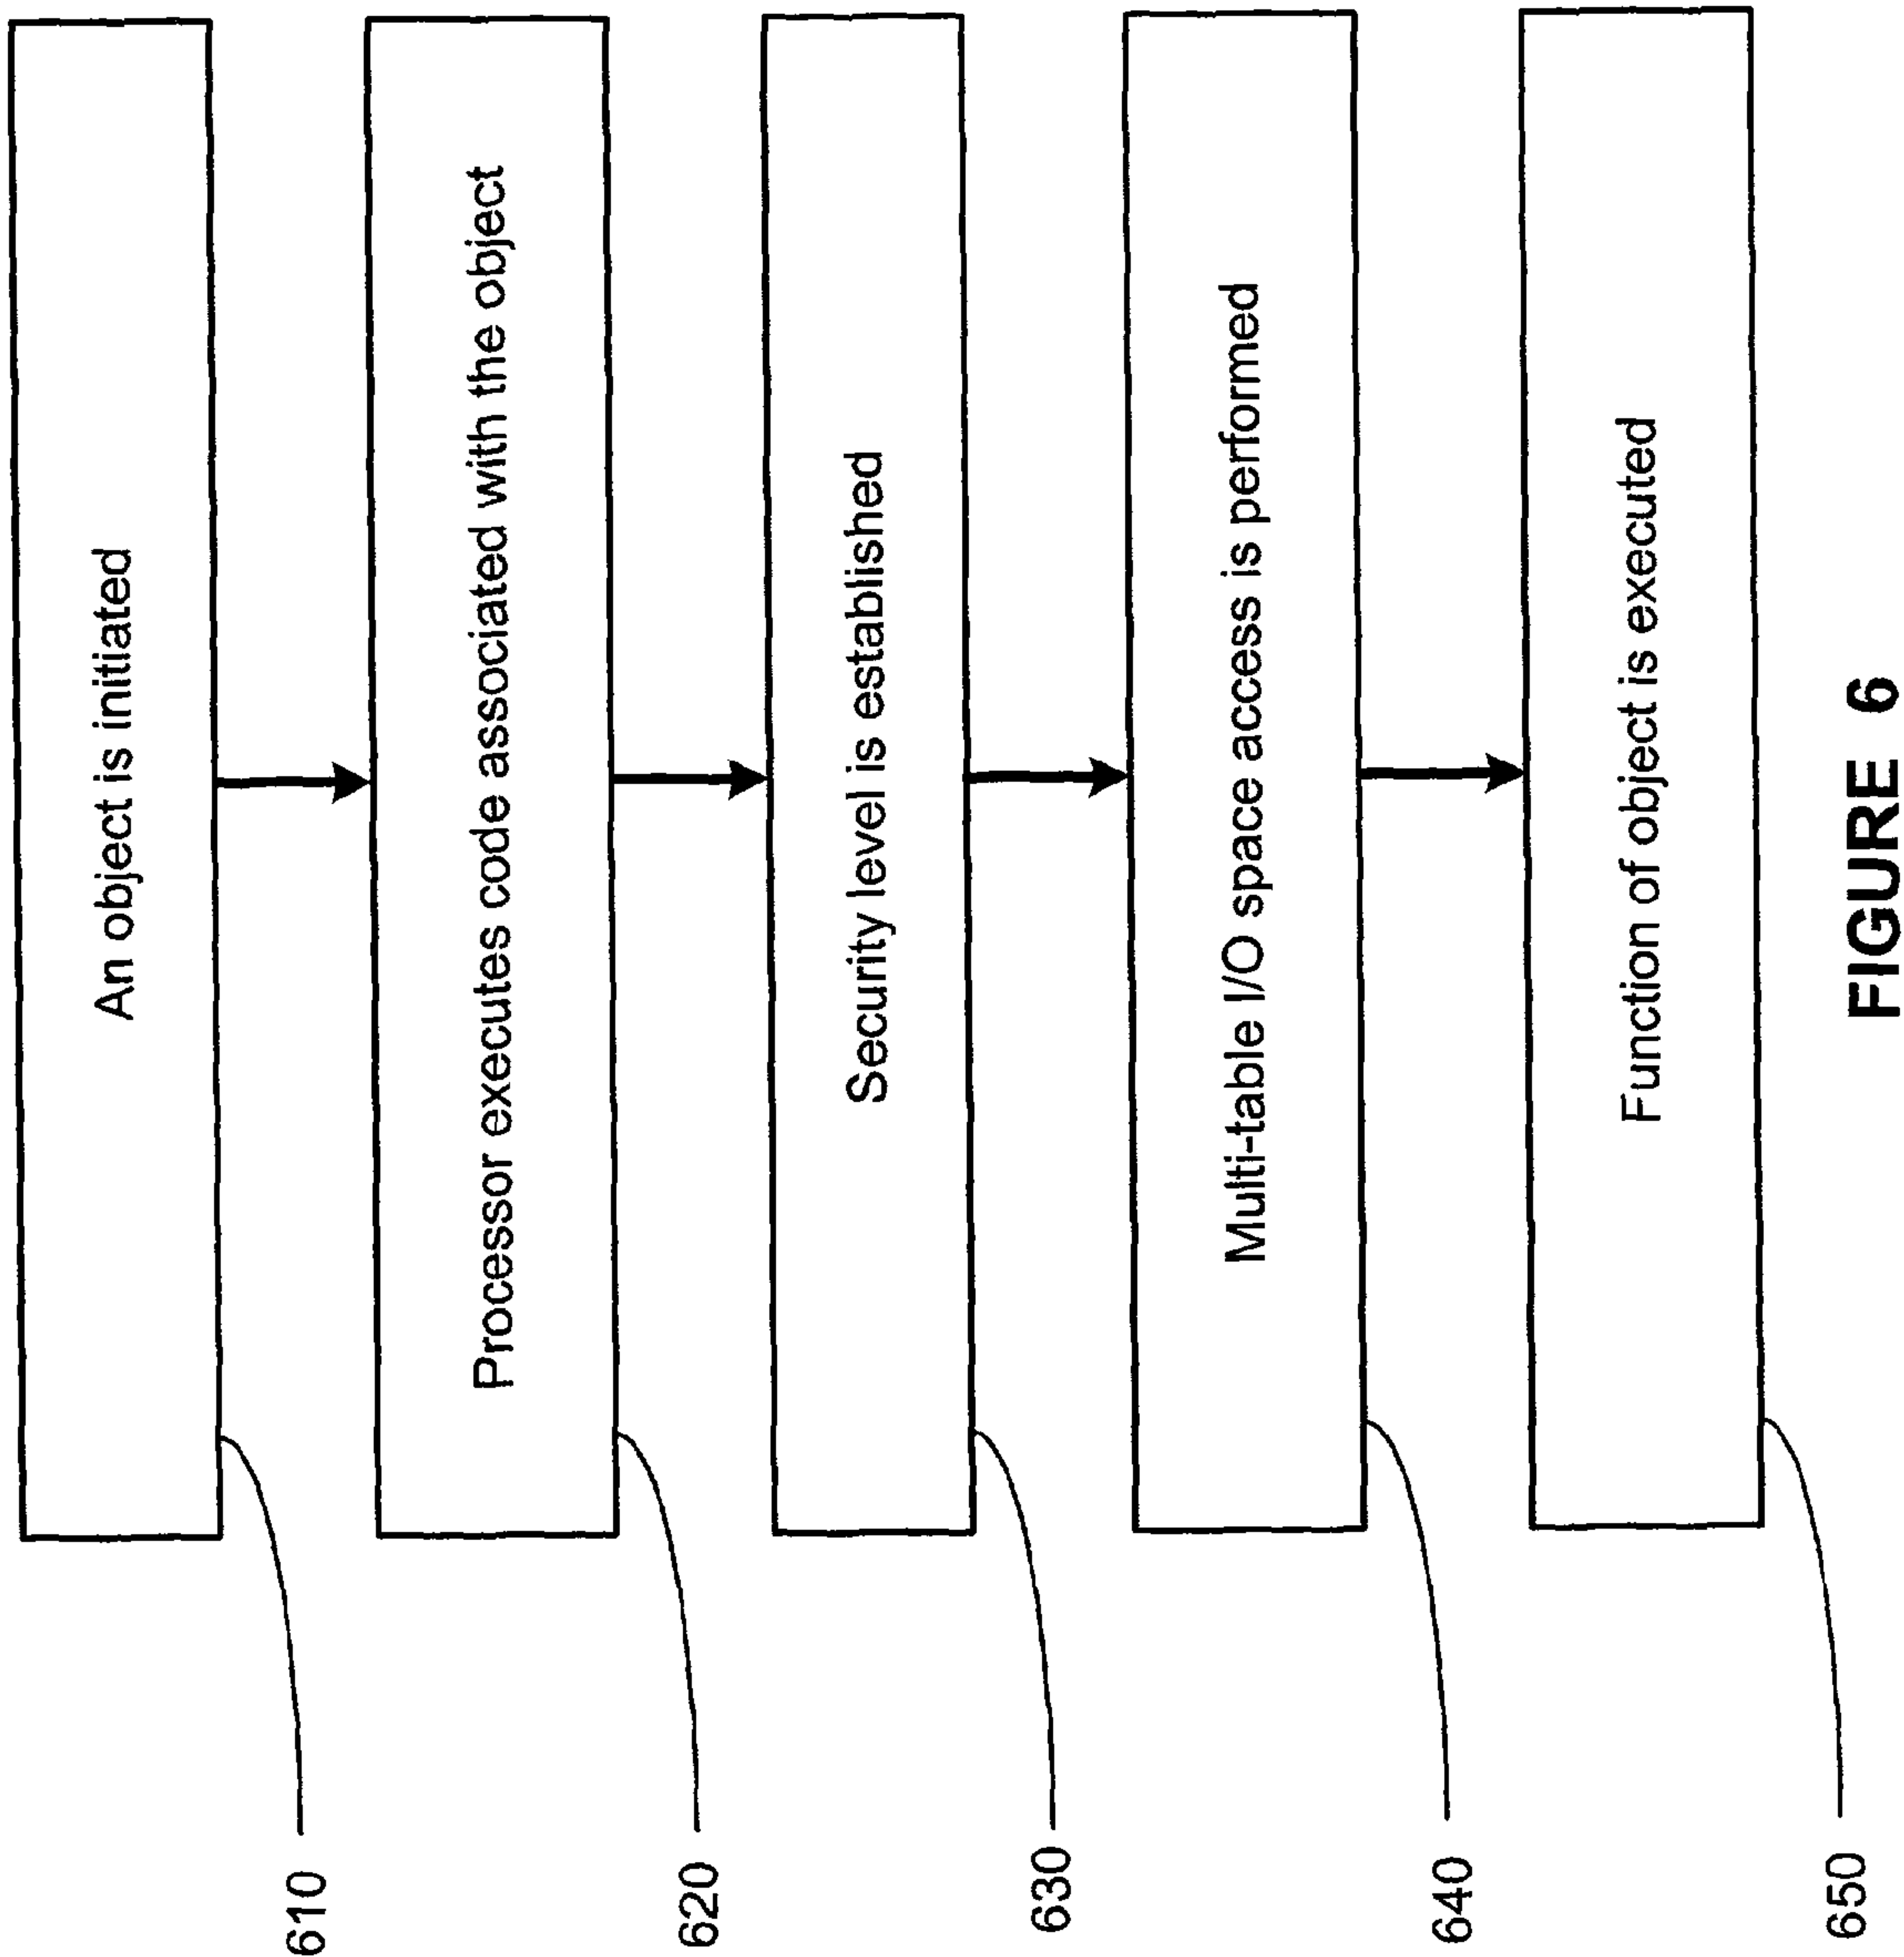 An object is initiated
610
Processor executes code associated with the object
620
Security level is established
630
Multi-table I/O space access is performed
640
Function of object is executed
650
FIGURE 6